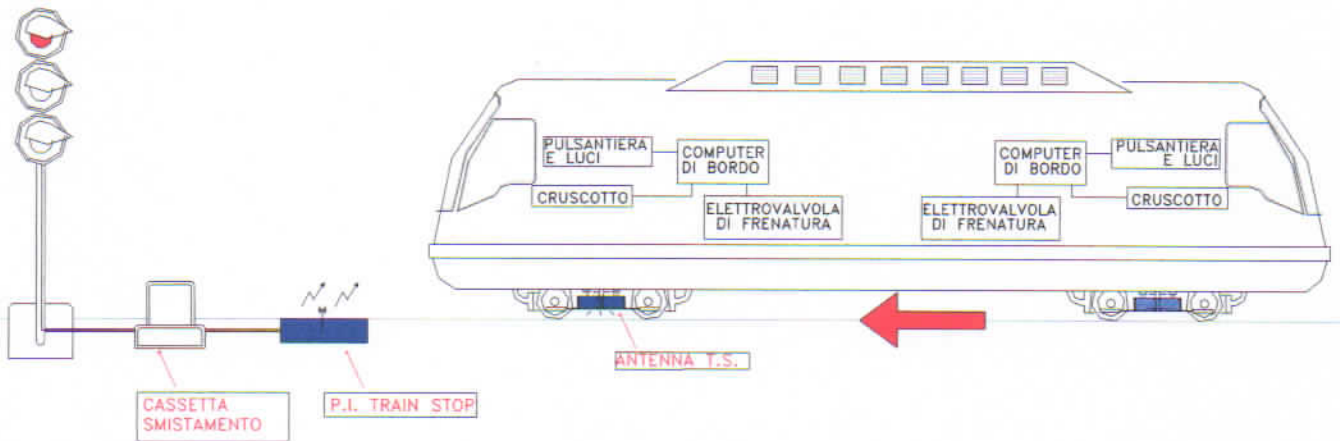 PULSANTIERA
E LUCI
COMPUTER
DI BORDO
CRUSCOTTO
ELETTROVALVOLA
DI FRENATURA
COMPUTER
DI BORDO
PULSANTIERA
E LUCI
ELETTROVALVOLA
DI FRENATURA
CRUSCOTTO
ANTENNA T.S.
CASSETTA
SMISTAMENTO
P.I. TRAIN STOP